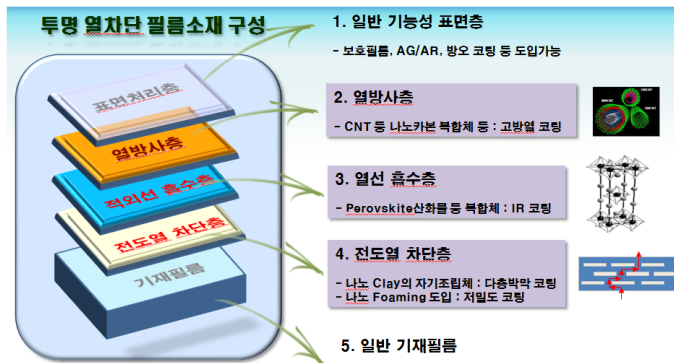 투명 열차단 필름소재 구성
표면처리층
열방사층
적외선 흡수층
전도열 차단층
기재필름
1. 일반 기능성 표면층
- 보호필름, AG/AR, 방오 코팅 등 도입가능
2. 열방사층
- CNT 등 나노카본 복합체 등 : 고방열 코팅
3. 열선 흡수층
- Perovskite산화물 등 복합체 : IR 코팅
4. 전도열 차단층
- 나노 Clay의 자기조립체 : 다층박막 코팅
- 나노 Foaming 도입 : 저밀도 코팅
5. 일반 기재필름